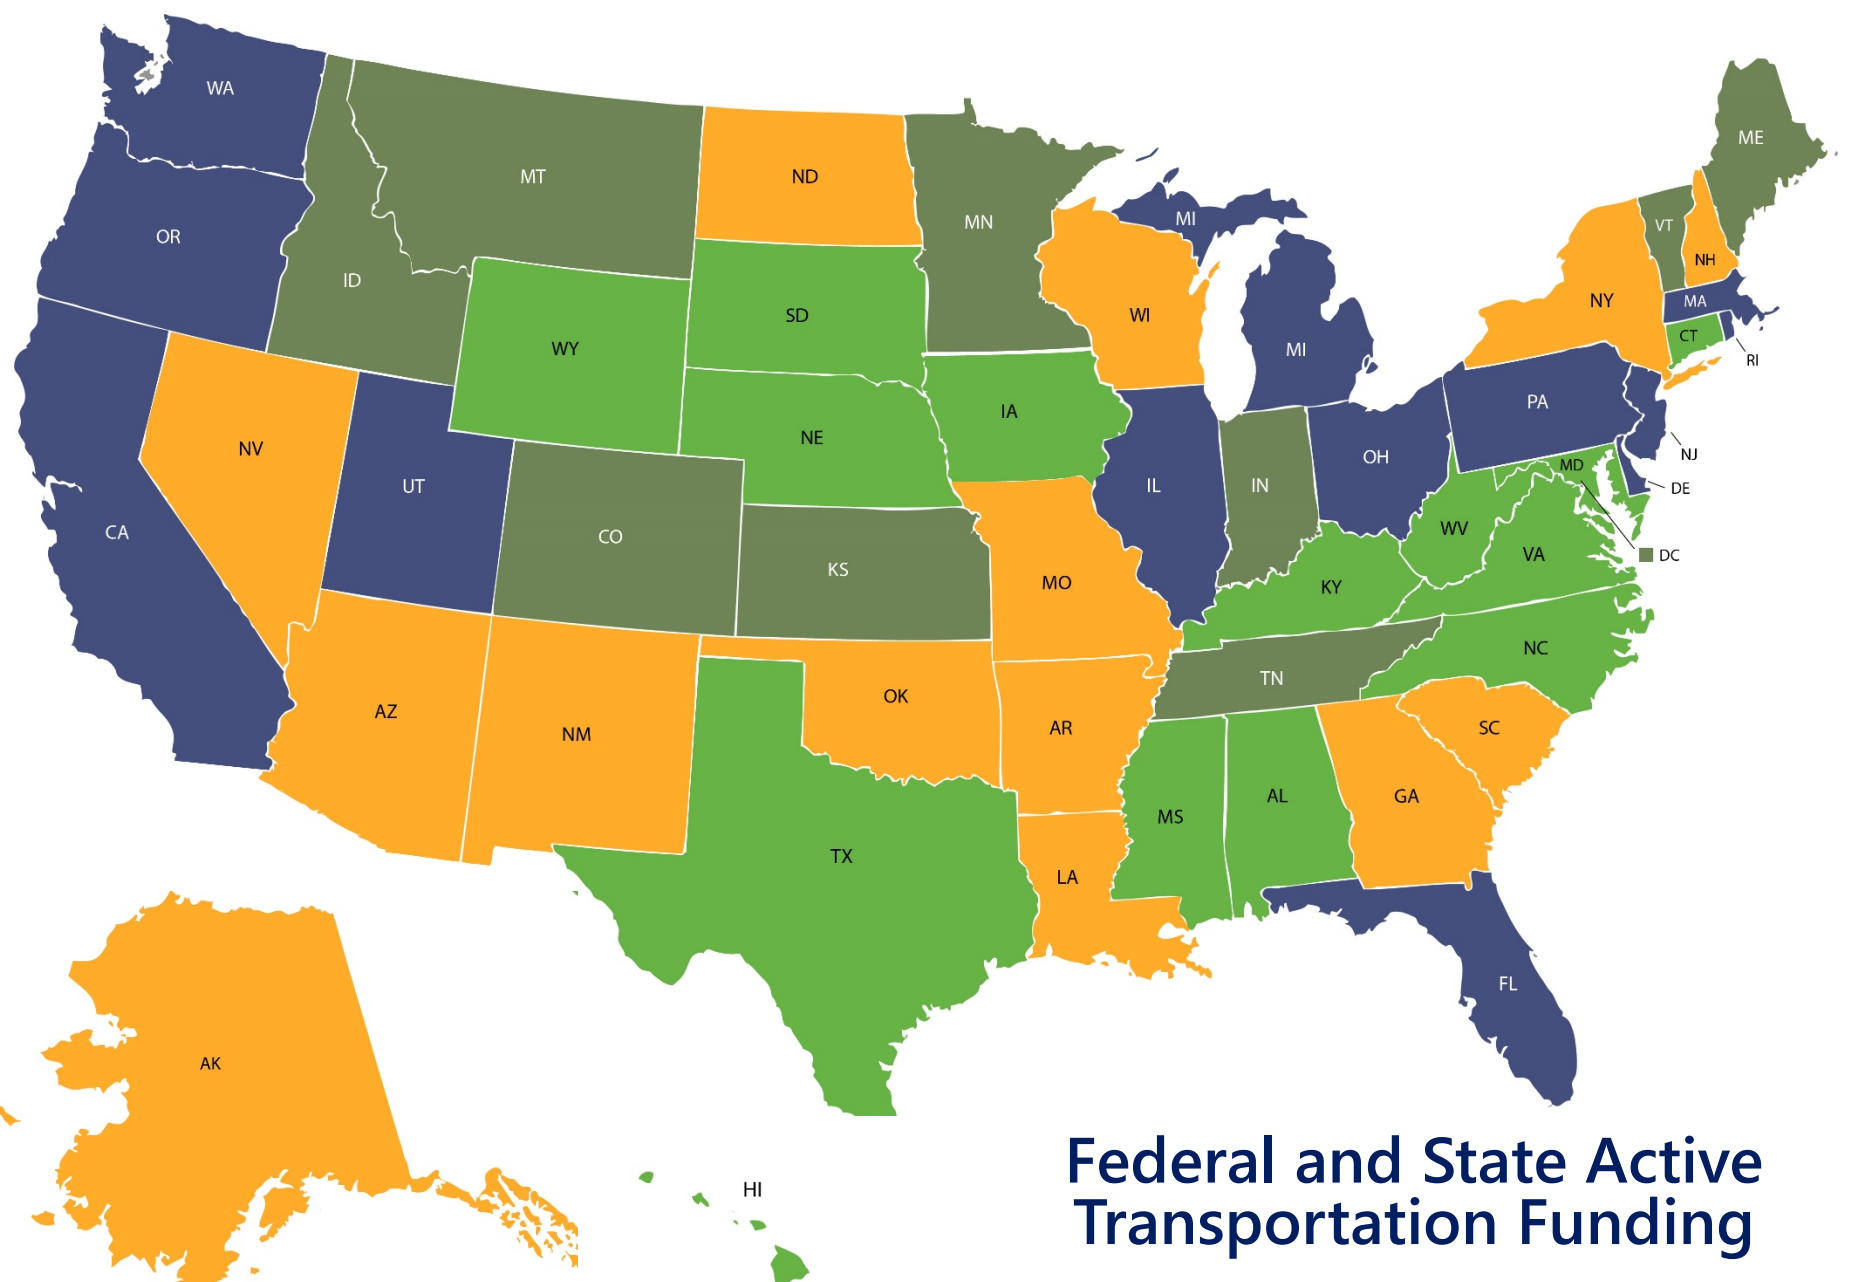 WA
ME
MT
ND
MN
MI
VT
OR
NH
ID
NY
MA
SD
WI
CT
WY
MI
RI
PA
IA
NE
NV
NJ
OH
MD
UT
IL
IN
DE
CA
WV
CO
VA
DC
KS
MO
KY
NC
TN
OK
AZ
AR
SC
NM
AL
GA
MS
TX
LA
FL
AK
HI
Federal and State Active
Transportation Funding